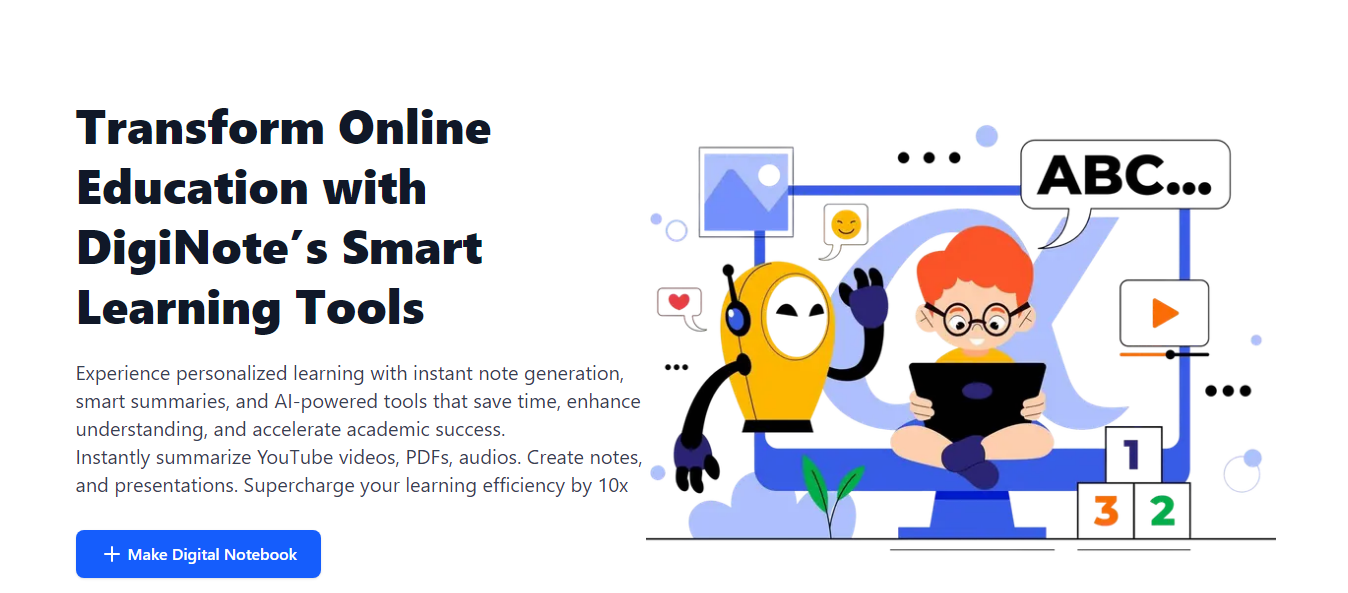 Transform Online
Education with
DigiNote′s Smart
Learning Tools
Experience personalized learning with instant note generation,
smart summaries, and AI-powered tools that save time, enhance
understanding, and accelerate academic success.
Instantly summarize YouTube videos, PDFs, audios. Create notes,
and presentations. Supercharge your learning efficiency by 10x
+ Make Digital Notebook
ABC...
1
3 2